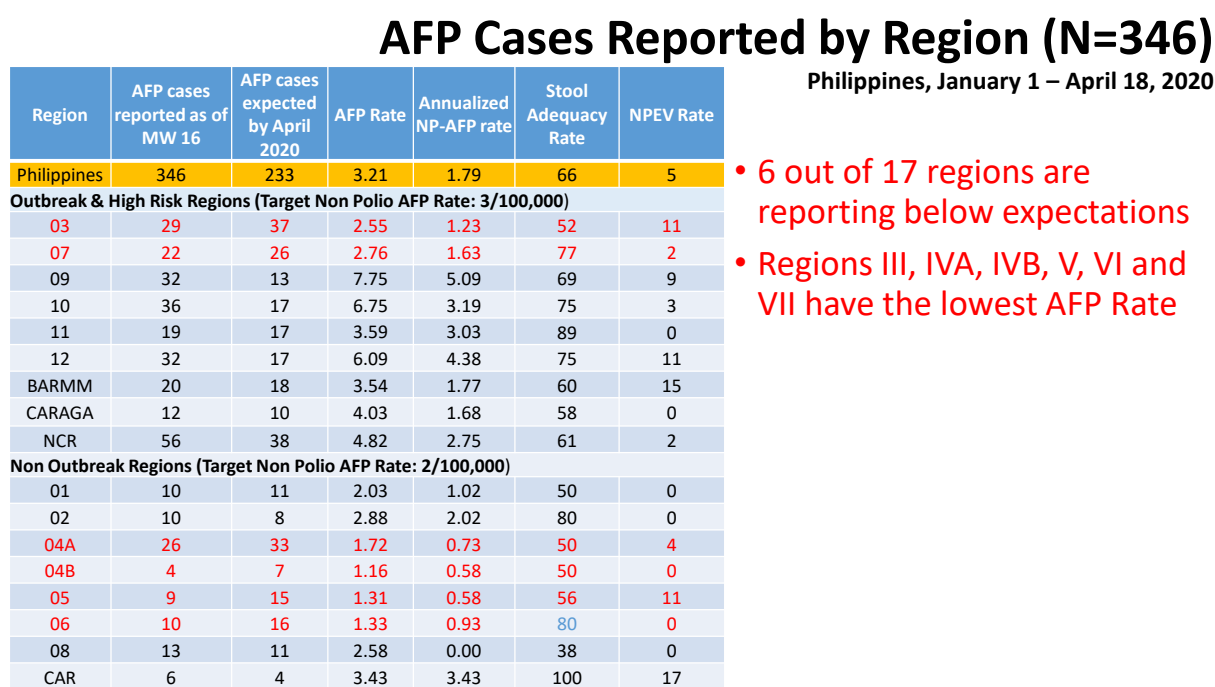 AFP Cases Reported by Region (N=346)
Philippines, January 1 – April 18, 2020
Region | AFP cases reported as of MW 16 | AFP cases expected by April 2020 | AFP Rate | Annualized NP-AFP rate | Stool Adequacy Rate | NPEV Rate
Philippines 346 233 3.21 1.79 66 5
Outbreak & High Risk Regions (Target Non Polio AFP Rate: 3/100,000)
03 29 37 2.55 1.23 52 11
07 22 26 2.76 1.63 77 2
09 32 13 7.75 5.09 69 9
10 36 17 6.75 3.19 75 3
11 19 17 3.59 3.03 89 0
12 32 17 6.09 4.38 75 11
BARMM 20 18 3.54 1.77 60 15
CARAGA 12 10 4.03 1.68 58 0
NCR 56 38 4.82 2.75 61 2
Non Outbreak Regions (Target Non Polio AFP Rate: 2/100,000)
01 10 11 2.03 1.02 50 0
02 10 8 2.88 2.02 80 0
04A 26 33 1.72 0.73 50 4
04B 4 7 1.16 0.58 50 0
05 9 15 1.31 0.58 56 11
06 10 16 1.33 0.93 80 0
08 13 11 2.58 0.00 38 0
CAR 6 4 3.43 3.43 100 17
• 6 out of 17 regions are
reporting below expectations
• Regions III, IVA, IVB, V, VI and
VII have the lowest AFP Rate